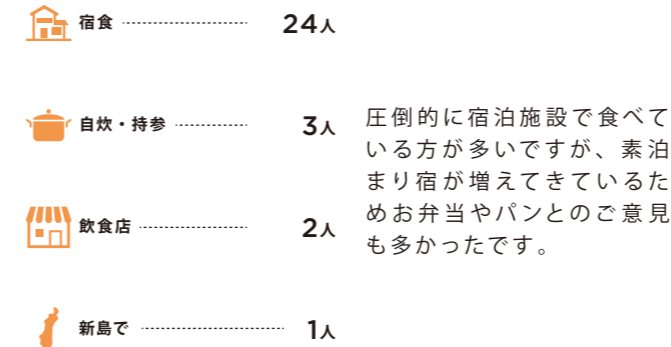 宿食 24人
自炊・持参 3人
飲食店 2人
新島で 1人
圧倒的に宿泊施設で食べて
いる方が多いですが、素泊
まり宿が増えてきているた
めお弁当やパンとのご意見
も多かったです。